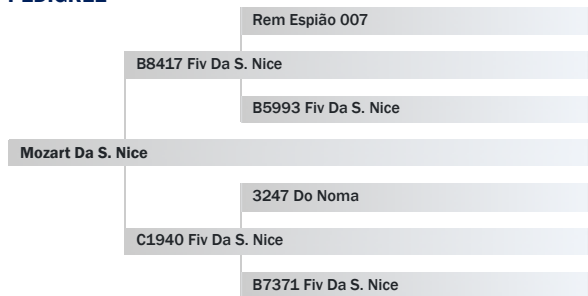 Rem Espião 007
B8417 Fiv Da S. Nice
B5993 Fiv Da S. Nice
Mozart Da S. Nice
3247 Do Noma
C1940 Fiv Da S. Nice
B7371 Fiv Da S. Nice